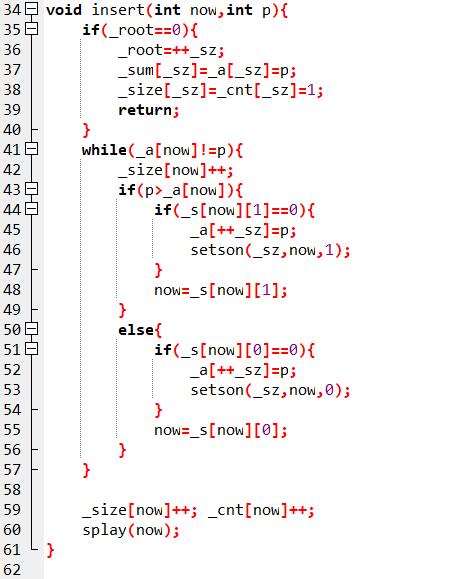 34 void insert(int now,int p){
35     if(_root==0){
36         _root=++_sz;
37         _sum[_sz]=_a[_sz]=p;
38         _size[_sz]=_cnt[_sz]=1;
39         return;
40     }
41     while(_a[now]!=p){
42         _size[now]++;
43         if(p>_a[now]){
44             if(_s[now][1]==0){
45                 _a[++_sz]=p;
46                 setson(_sz,now,1);
47             }
48             now=_s[now][1];
49         }
50         else{
51             if(_s[now][0]==0){
52                 _a[++_sz]=p;
53                 setson(_sz,now,0);
54             }
55             now=_s[now][0];
56         }
57     }
58
59     _size[now]++; _cnt[now]++;
60     splay(now);
61 }
62